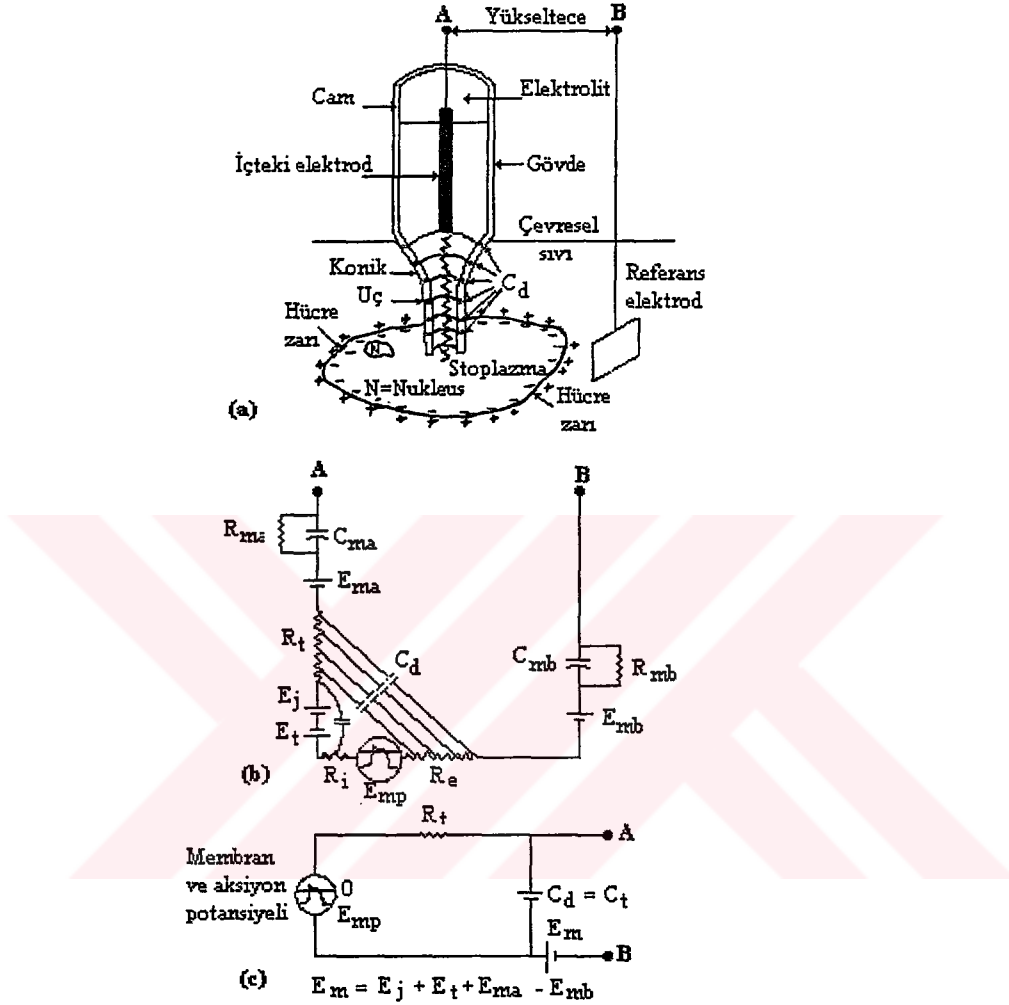 A Yükseltece B
Cam
Elektrolit
İçteki elektrod
Gövde
Çevresel
sıvı
Konik
Uç
C_d
Referans
elektrod
Hücre
zarı
N
Stoplazma
N=Nukleus
Hücre
zarı
(a)
A
B
R_ma
C_ma
E_ma
R_t
C_d
C_mb
R_mb
E_j
E_t
E_mb
(b)
R_i
E_mp
R_e
R_t
A
Membran
ve aksiyon
potansiyeli
0
E_mp
C_d = C_t
E_m
B
(c)
E_m = E_j + E_t + E_ma - E_mb